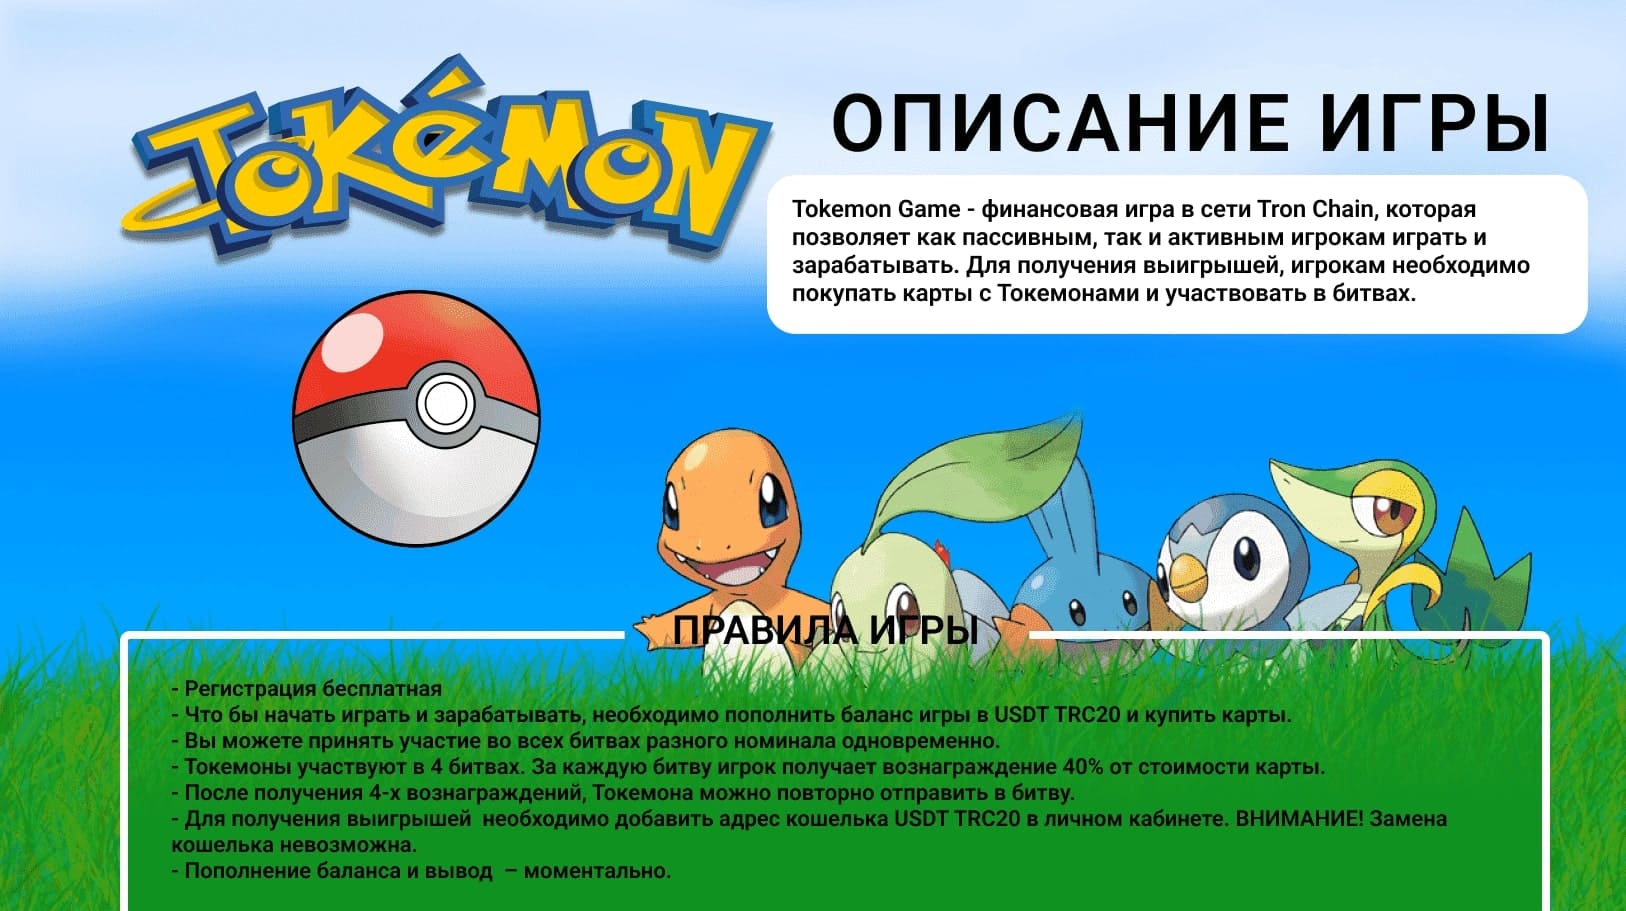 Tokémon
ОПИСАНИЕ ИГРЫ
Tokemon Game - финансовая игра в сети Tron Chain, которая
позволяет как пассивным, так и активным игрокам играть и
зарабатывать. Для получения выигрышей, игрокам необходимо
покупать карты с Токемонами и участвовать в битвах.
ПРАВИЛА ИГРЫ
- Регистрация бесплатная
- Что бы начать играть и зарабатывать, необходимо пополнить баланс игры в USDT TRC20 и купить карты.
- Вы можете принять участие во всех битвах разного номинала одновременно.
- Токемоны участвуют в 4 битвах. За каждую битву игрок получает вознаграждение 40% от стоимости карты.
- После получения 4-х вознаграждений, Токемона можно повторно отправить в битву.
- Для получения выигрышей  необходимо добавить адрес кошелька USDT TRC20 в личном кабинете. ВНИМАНИЕ! Замена
кошелька невозможна.
- Пополнение баланса и вывод  – моментально.